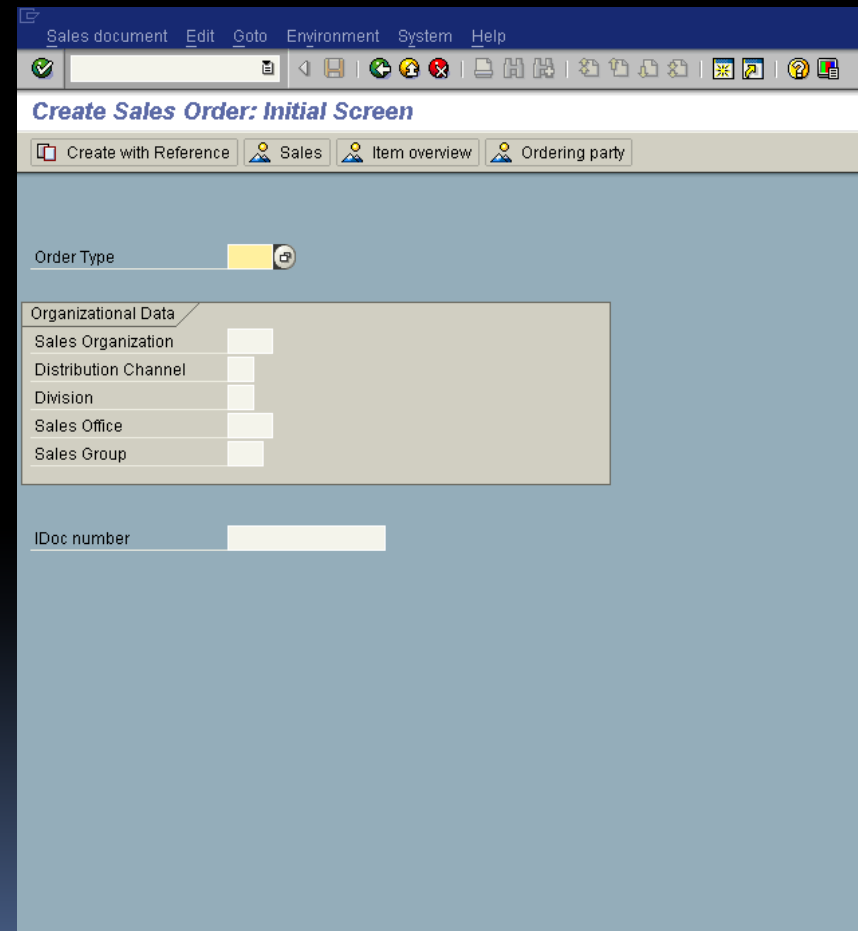 Sales document Edit Goto Environment System Help
Create Sales Order: Initial Screen
Create with Reference Sales Item overview Ordering party
Order Type
Organizational Data
Sales Organization
Distribution Channel
Division
Sales Office
Sales Group
IDoc number